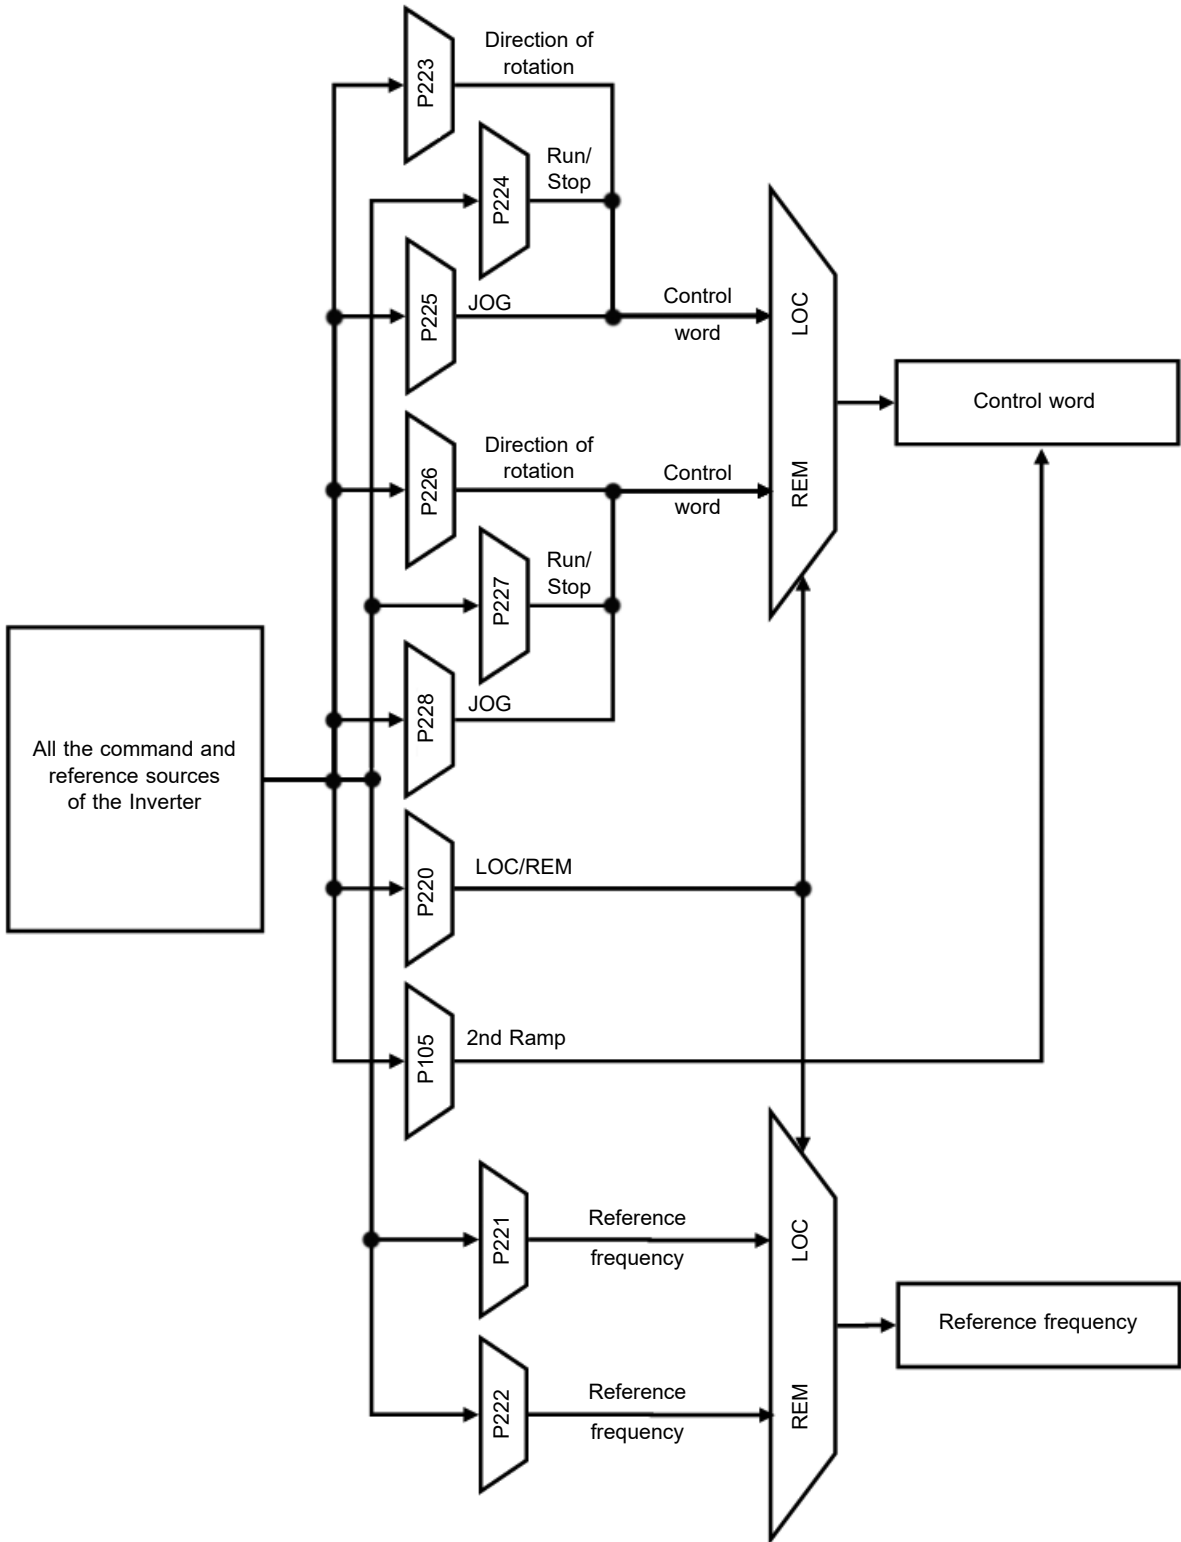 Direction of
rotation
P223
Run/
Stop
P224
JOG
P225
Control
word
LOC
Control word
Direction of
rotation
P226
Control
word
REM
Run/
Stop
P227
JOG
P228
All the command and
reference sources
of the Inverter
LOC/REM
P220
2nd Ramp
P105
Reference
frequency
P221
LOC
Reference frequency
Reference
frequency
P222
REM